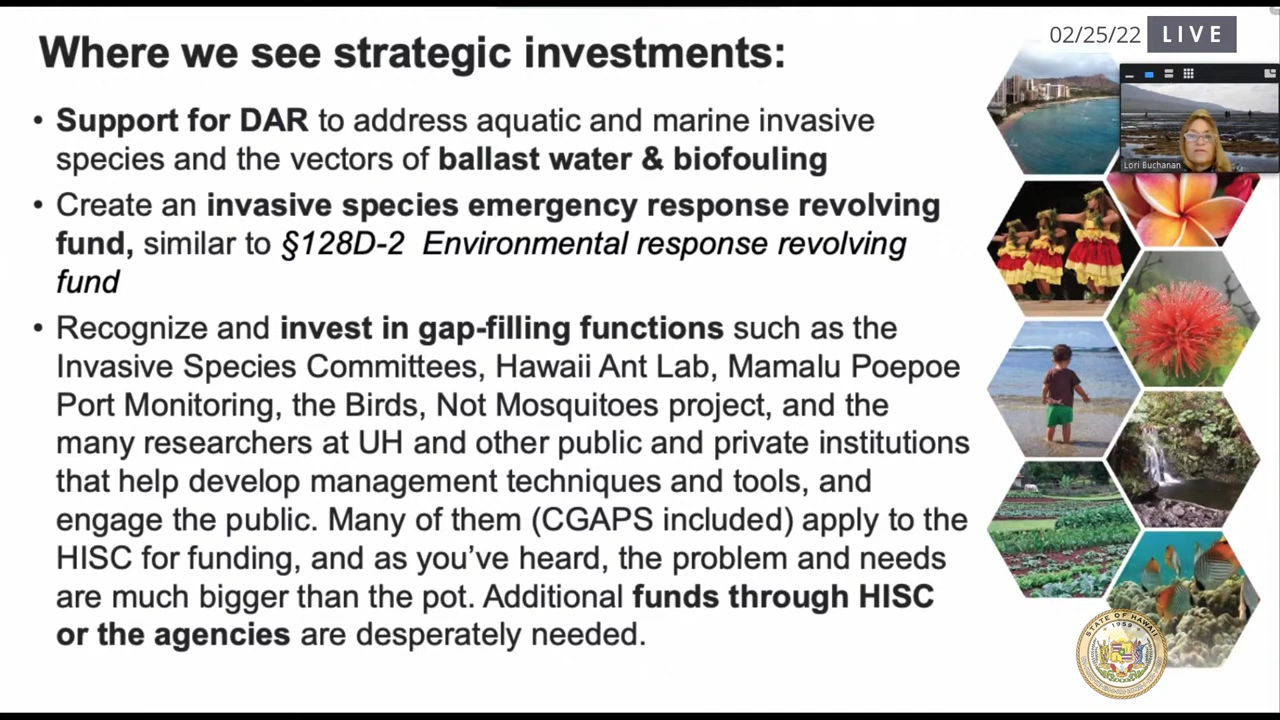 02/25/22 LIVE
Where we see strategic investments:
• Support for DAR to address aquatic and marine invasive
species and the vectors of ballast water & biofouling
• Create an invasive species emergency response revolving
fund, similar to §128D-2 Environmental response revolving
fund
• Recognize and invest in gap-filling functions such as the
Invasive Species Committees, Hawaii Ant Lab, Mamalu Poepoe
Port Monitoring, the Birds, Not Mosquitoes project, and the
many researchers at UH and other public and private institutions
that help develop management techniques and tools, and
engage the public. Many of them (CGAPS included) apply to the
HISC for funding, and as you’ve heard, the problem and needs
are much bigger than the pot. Additional funds through HISC
or the agencies are desperately needed.
Lori Buchanan
STATE OF HAWAII
1959